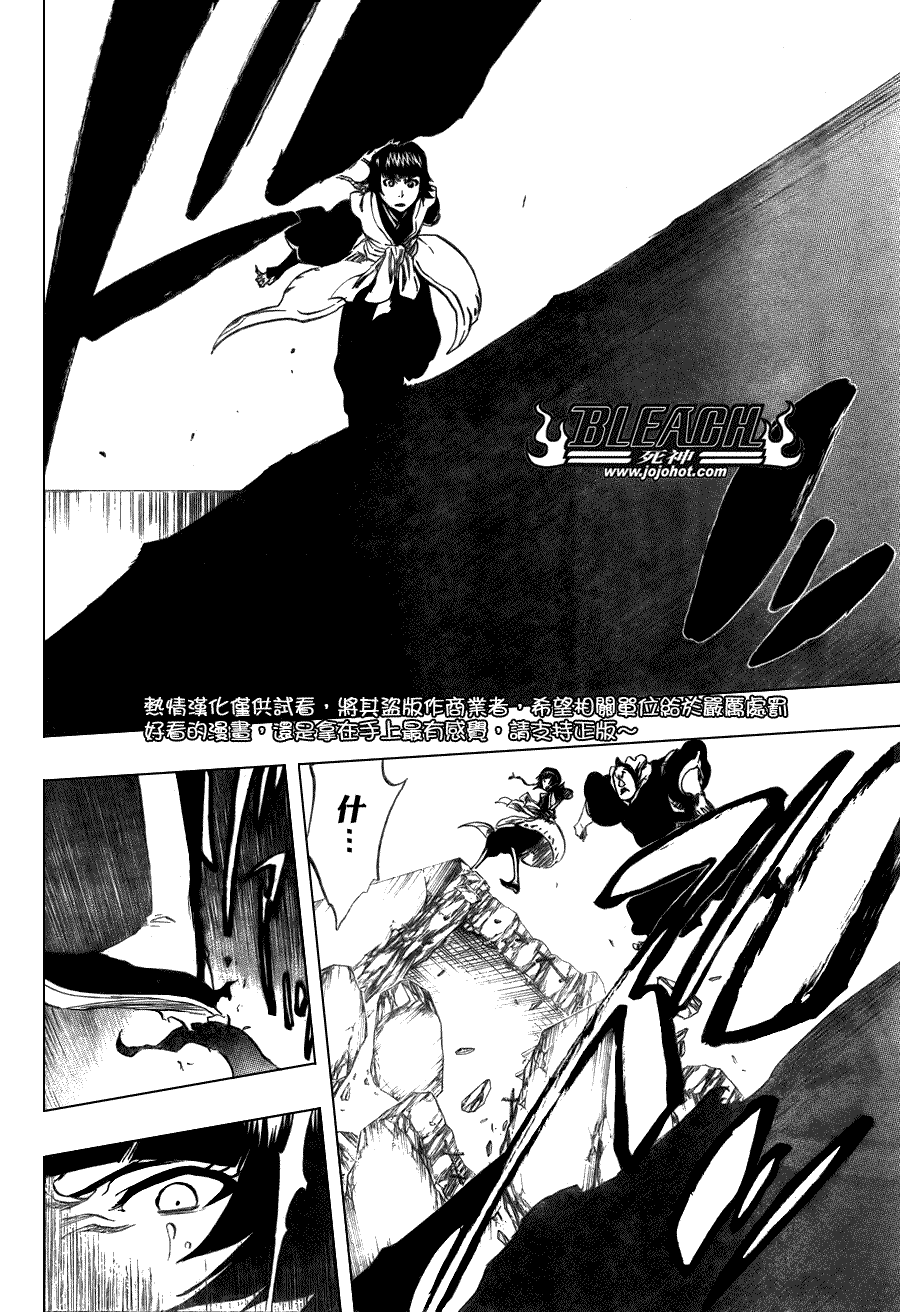 BLEACH
死神
www.jojohot.com
熱情漢化僅供試看，將其盜版作商業者，希望相關單位給於嚴厲處罰
好看的漫畫，還是拿在手上最有感覺，請支持正版～
什…